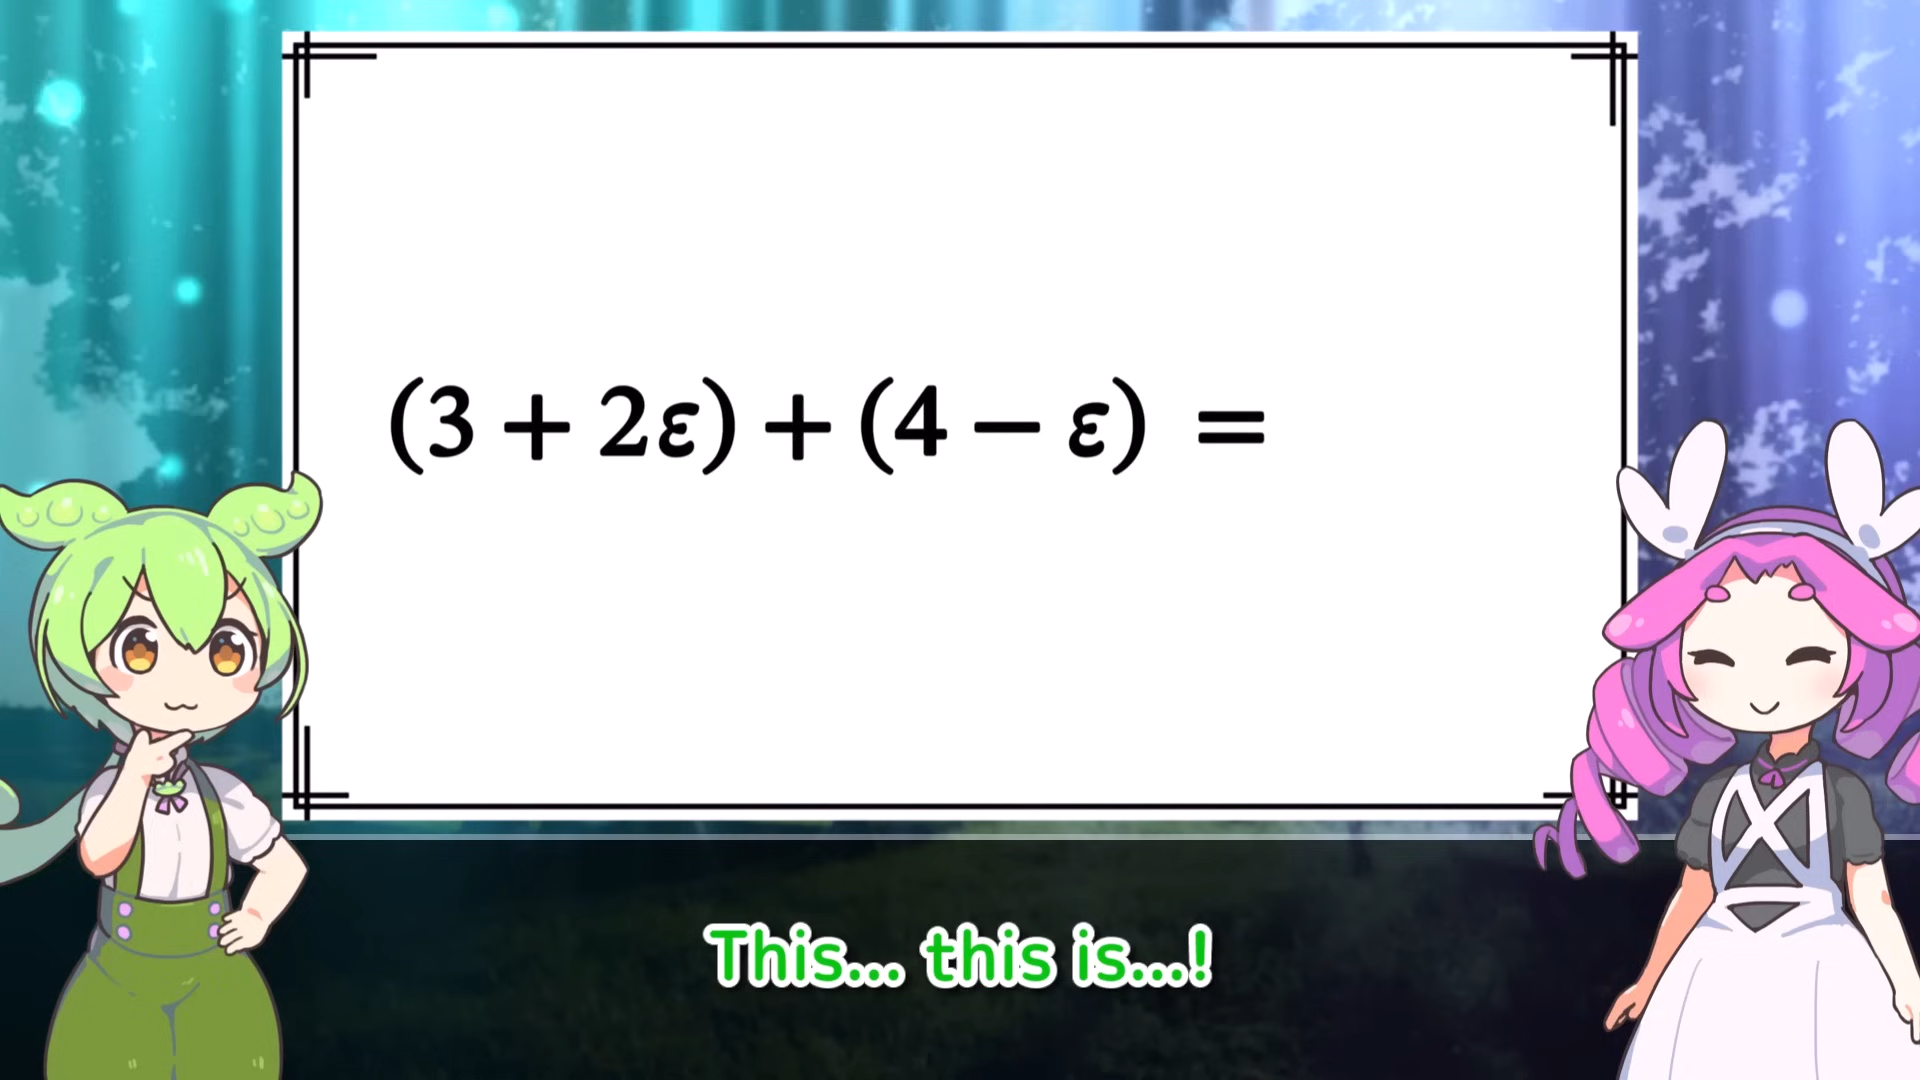 (3 + 2ε) + (4 − ε) =
This... this is...!